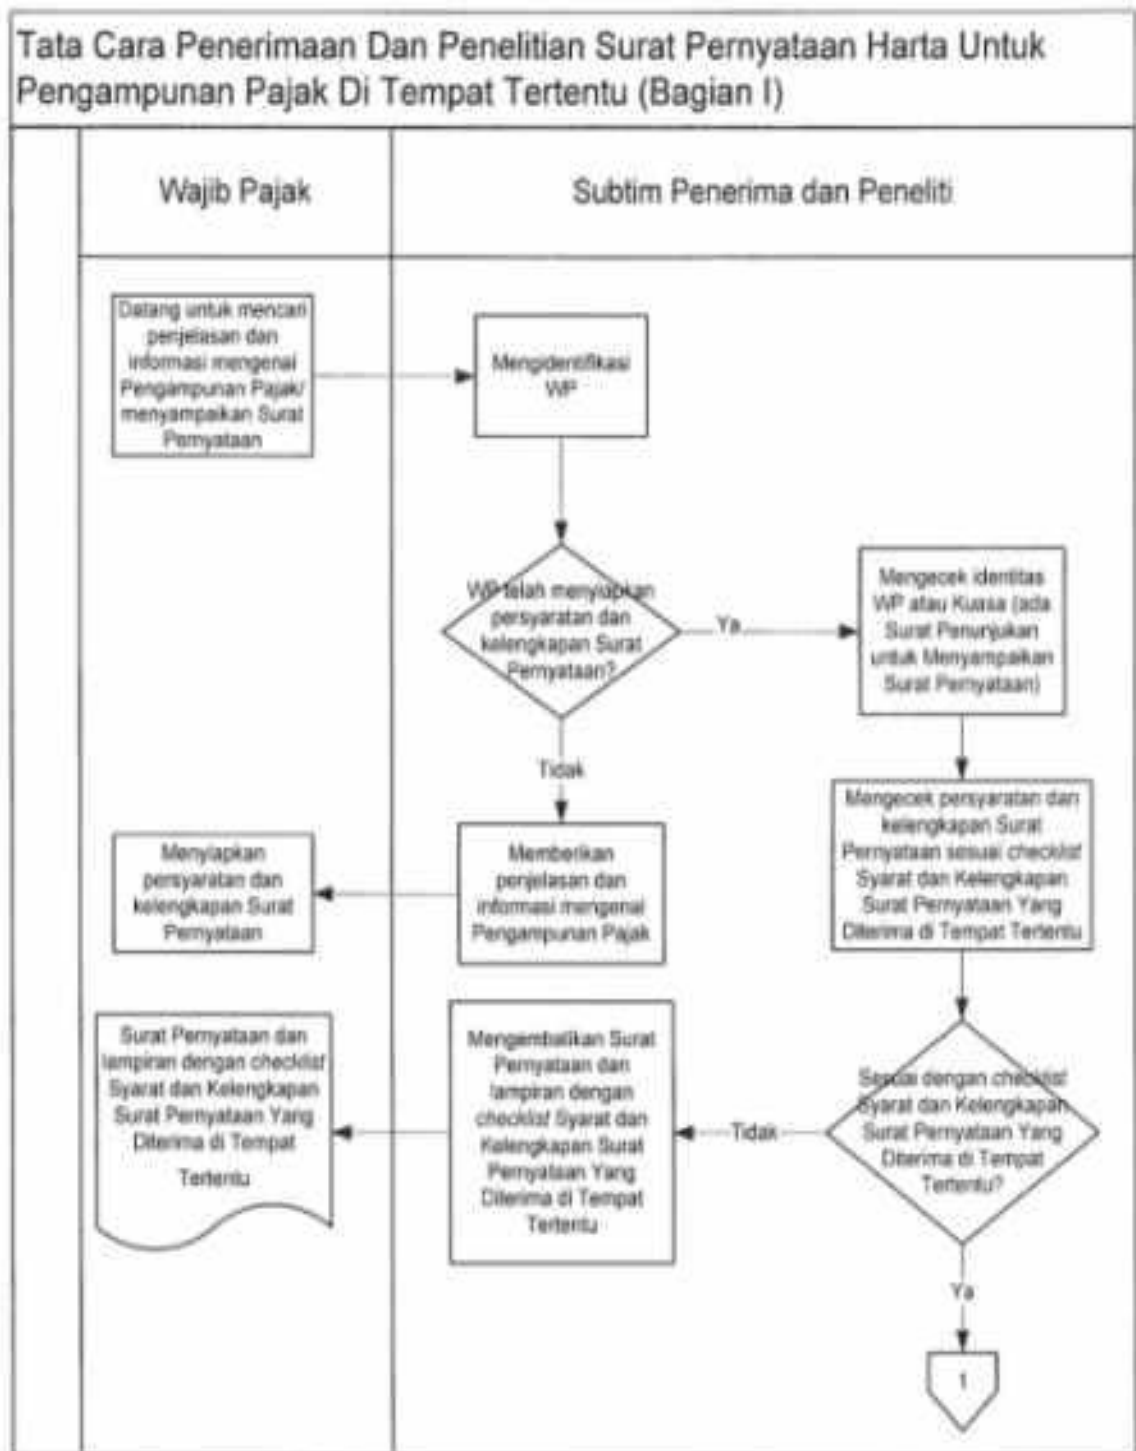 Tata Cara Penerimaan Dan Penelitian Surat Pernyataan Harta Untuk
Pengampunan Pajak Di Tempat Tertentu (Bagian I)
Wajib Pajak
Subtim Penerima dan Peneliti
Datang untuk mencari
penjelasan dan
informasi mengenai
Pengampunan Pajak/
menyampaikan Surat
Pernyataan
Mengidentifikasi
WP
WP telah menyiapkan
persyaratan dan
kelengkapan Surat
Pernyataan?
Ya
Mengecek identitas
WP atau Kuasa (ada
Surat Penunjukan
untuk Menyampaikan
Surat Pernyataan)
Tidak
Mengecek persyaratan dan
kelengkapan Surat
Pernyataan sesuai checklist
Syarat dan Kelengkapan
Surat Pernyataan Yang
Diterima di Tempat Tertentu
Memberikan
penjelasan dan
informasi mengenai
Pengampunan Pajak
Menyiapkan
persyaratan dan
kelengkapan Surat
Pernyataan
Sesuai dengan checklist
Syarat dan Kelengkapan
Surat Pernyataan Yang
Diterima di Tempat
Tertentu?
Tidak
Mengembalikan Surat
Pernyataan dan
lampiran dengan
checklist Syarat dan
Kelengkapan Surat
Pernyataan Yang
Diterima di Tempat
Tertentu
Surat Pernyataan dan
lampiran dengan checklist
Syarat dan Kelengkapan
Surat Pernyataan Yang
Diterima di Tempat
Tertentu
Ya
1